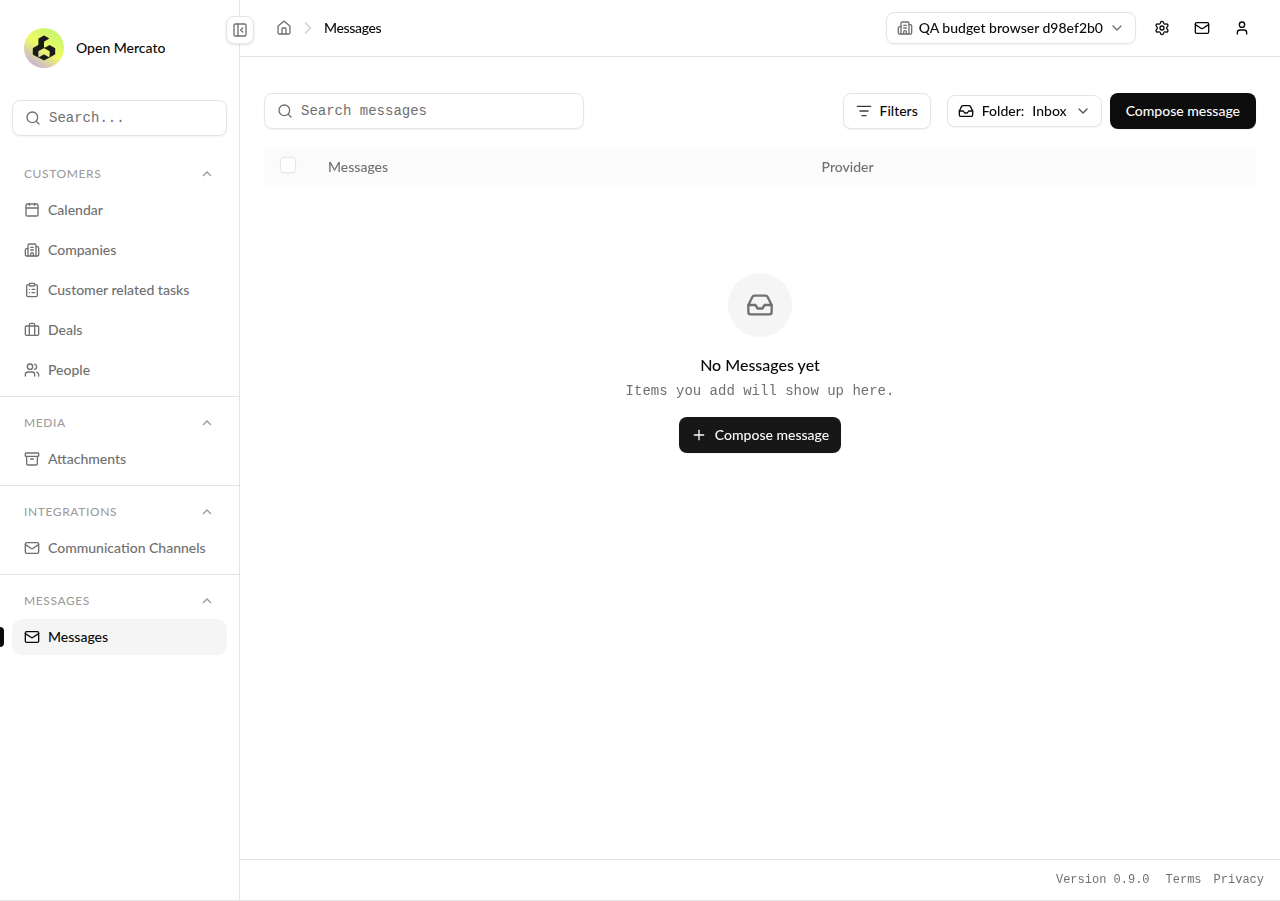 Open Mercato
Messages
QA budget browser d98ef2b0
Search...
CUSTOMERS
Calendar
Companies
Customer related tasks
Deals
People
MEDIA
Attachments
INTEGRATIONS
Communication Channels
MESSAGES
Messages
Search messages
Filters
Folder: Inbox
Compose message
Messages Provider
No Messages yet
Items you add will show up here.
Compose message
Version 0.9.0 Terms Privacy